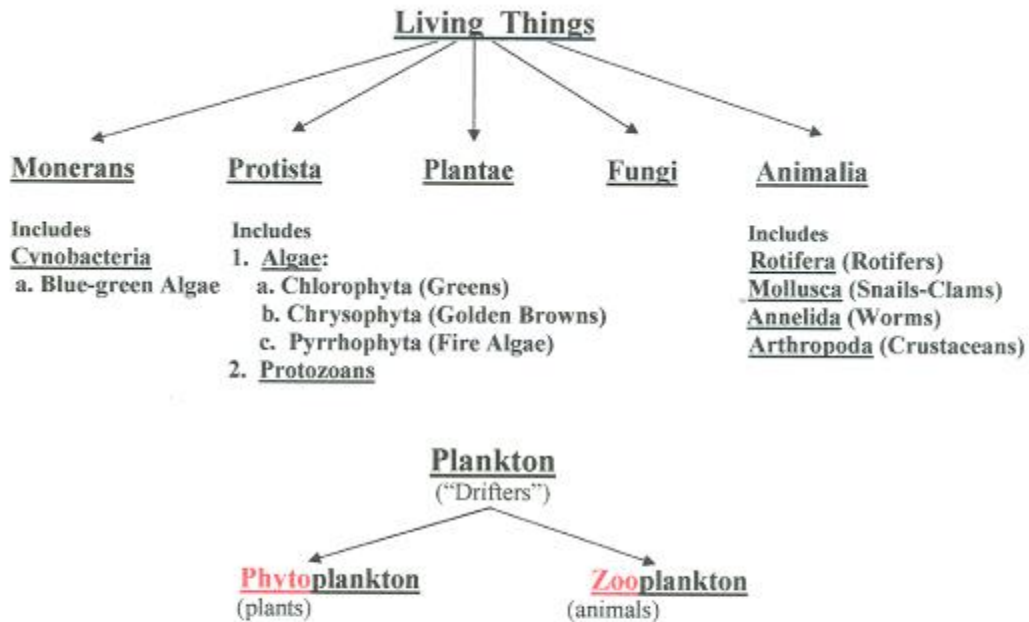 Living Things
Monerans
Protista
Plantae
Fungi
Animalia
Includes
Cynobacteria
a. Blue-green Algae
Includes
1. Algae:
a. Chlorophyta (Greens)
b. Chrysophyta (Golden Browns)
c. Pyrrhophyta (Fire Algae)
2. Protozoans
Includes
Rotifera (Rotifers)
Mollusca (Snails-Clams)
Annelida (Worms)
Arthropoda (Crustaceans)
Plankton
(“Drifters”)
Phytoplankton
(plants)
Zooplankton
(animals)